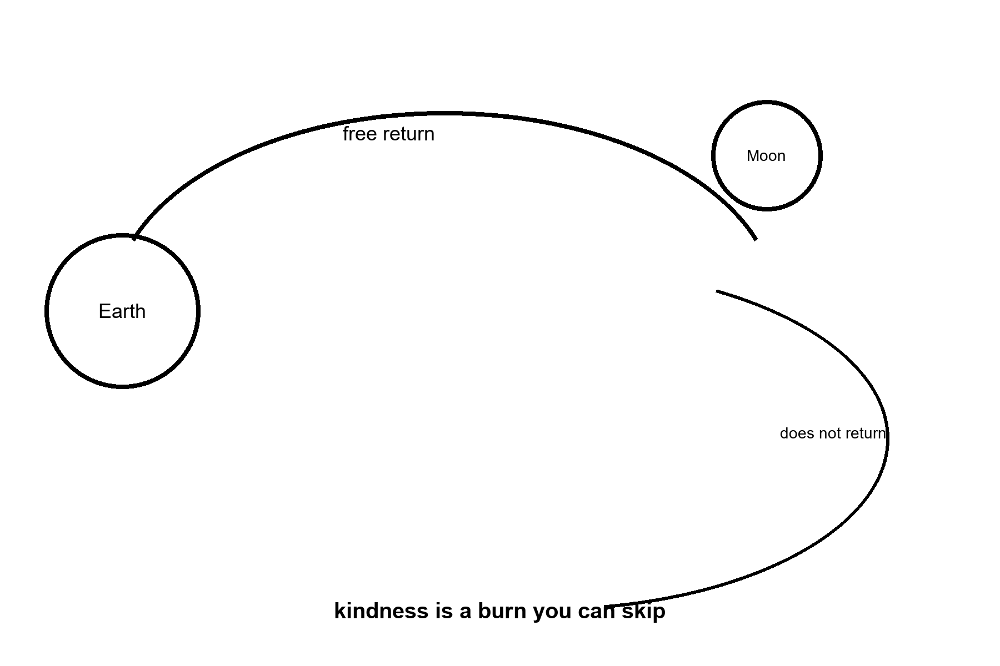 free return
Moon
Earth
does not return
kindness is a burn you can skip